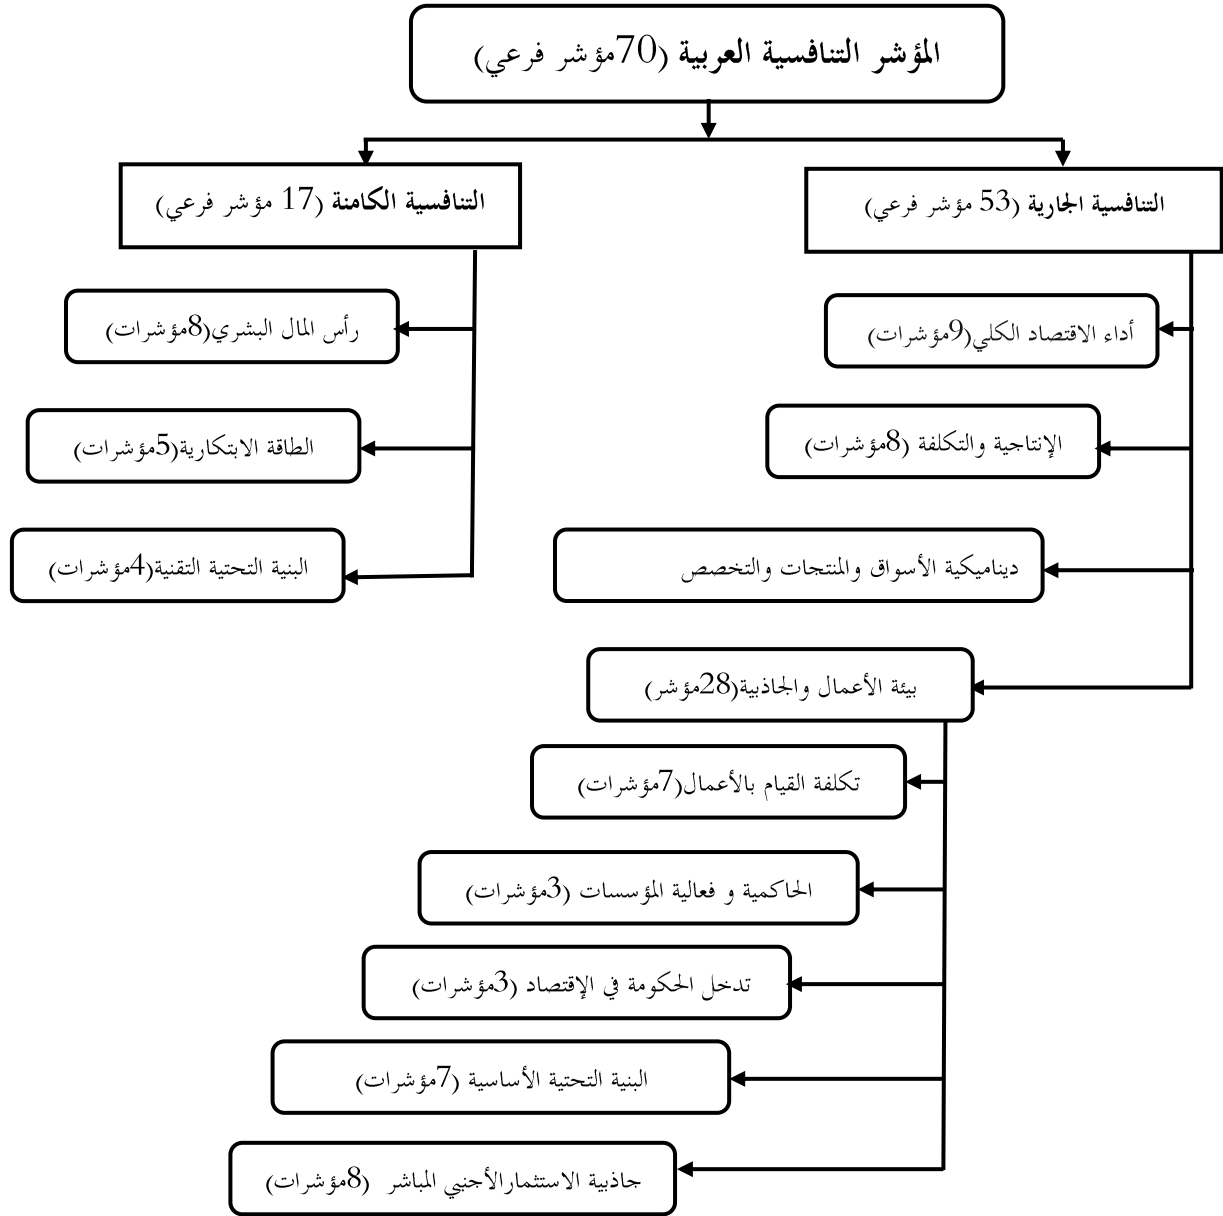 المؤشر التنافسية العربية (70مؤشر فرعي)
التنافسية الجارية (53 مؤشر فرعي)
أداء الاقتصاد الكلي(9مؤشرات)
الإنتاجية والتكلفة (8مؤشرات)
ديناميكية الأسواق والمنتجات والتخصص
بيئة الأعمال والجاذبية(28مؤشر)
تكلفة القيام بالأعمال(7مؤشرات)
الحاكمية و فعالية المؤسسات (3مؤشرات)
تدخل الحكومة في الإقتصاد (3مؤشرات)
البنية التحتية الأساسية (7مؤشرات)
جاذبية الاستثمارالأجنبي المباشر (8مؤشرات)
التنافسية الكامنة (17 مؤشر فرعي)
رأس المال البشري(8مؤشرات)
الطاقة الابتكارية(5مؤشرات)
البنية التحتية التقنية(4مؤشرات)